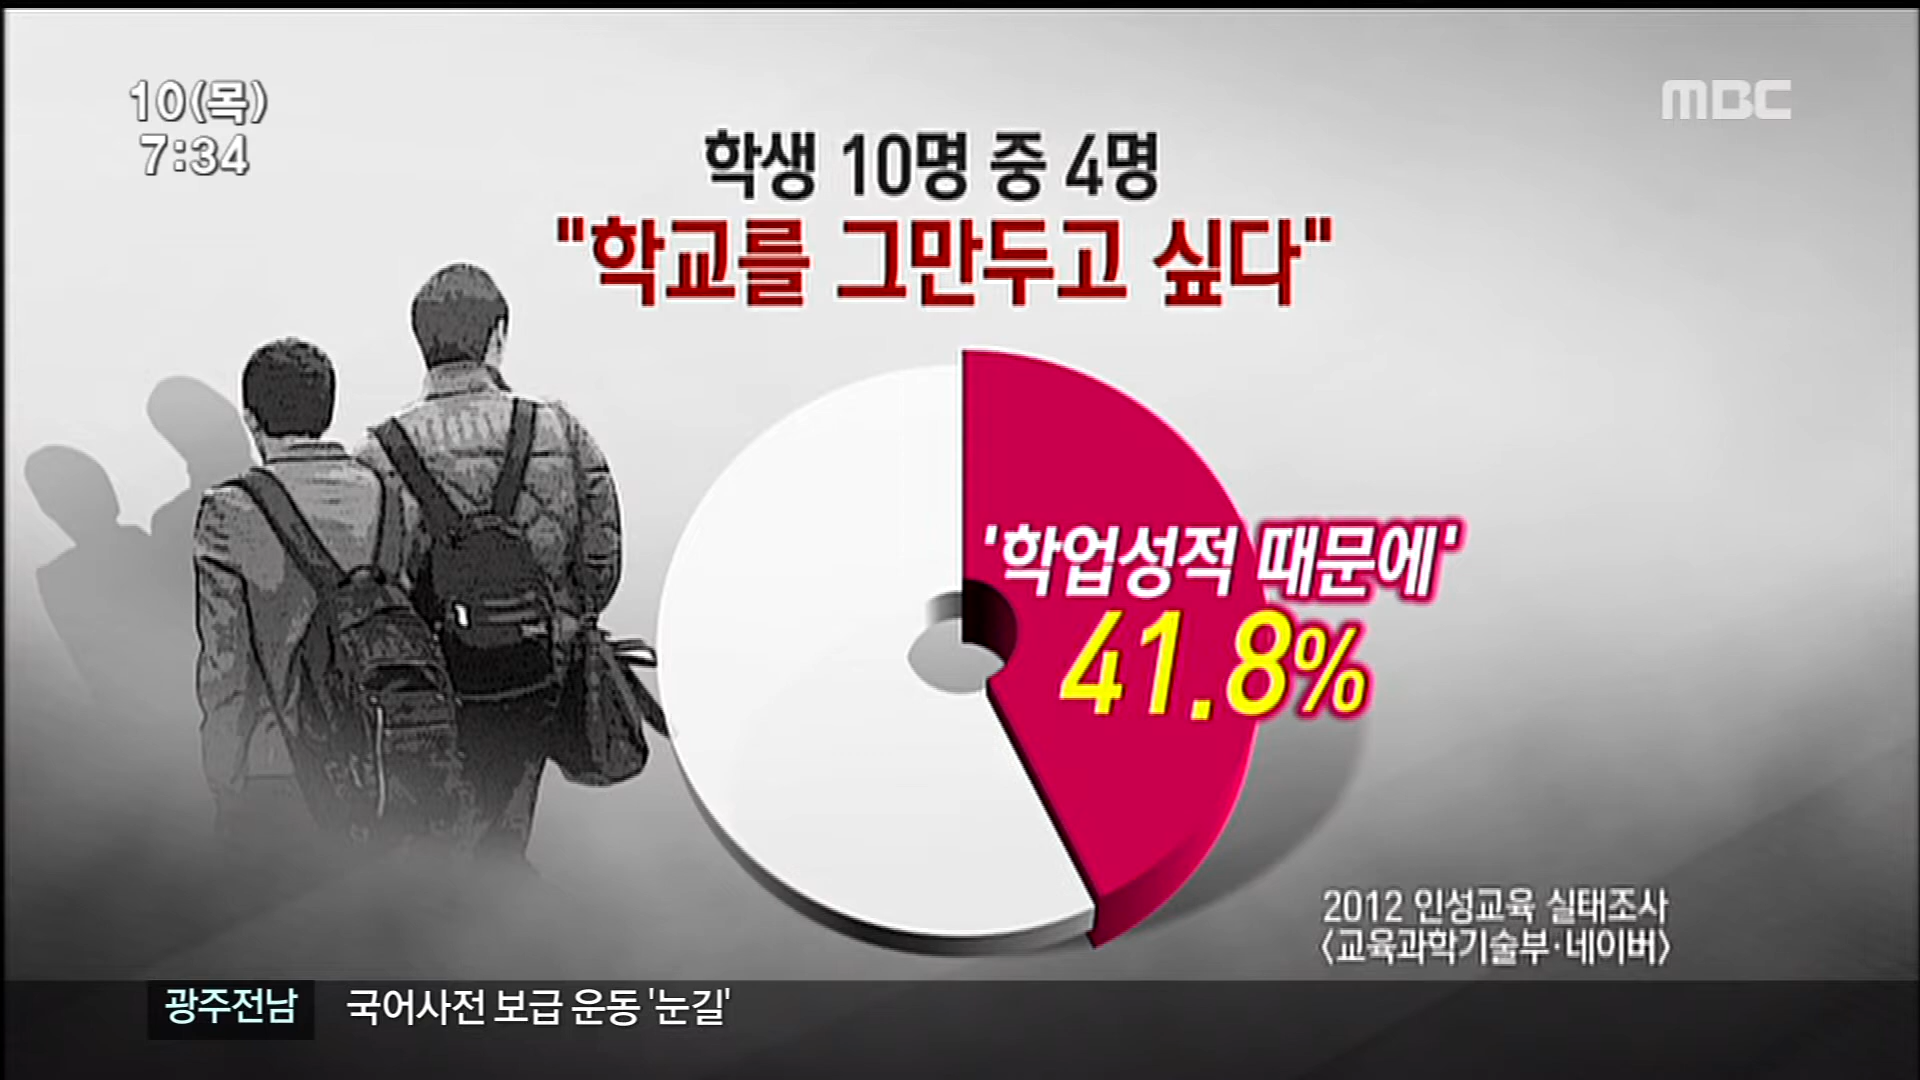 10(목)
7:34
MBC
학생 10명 중 4명
"학교를 그만두고 싶다"
'학업성적 때문에'
41.8%
2012 인성교육 실태조사
<교육과학기술부·네이버>
광주전남 국어사전 보급 운동 '눈길'